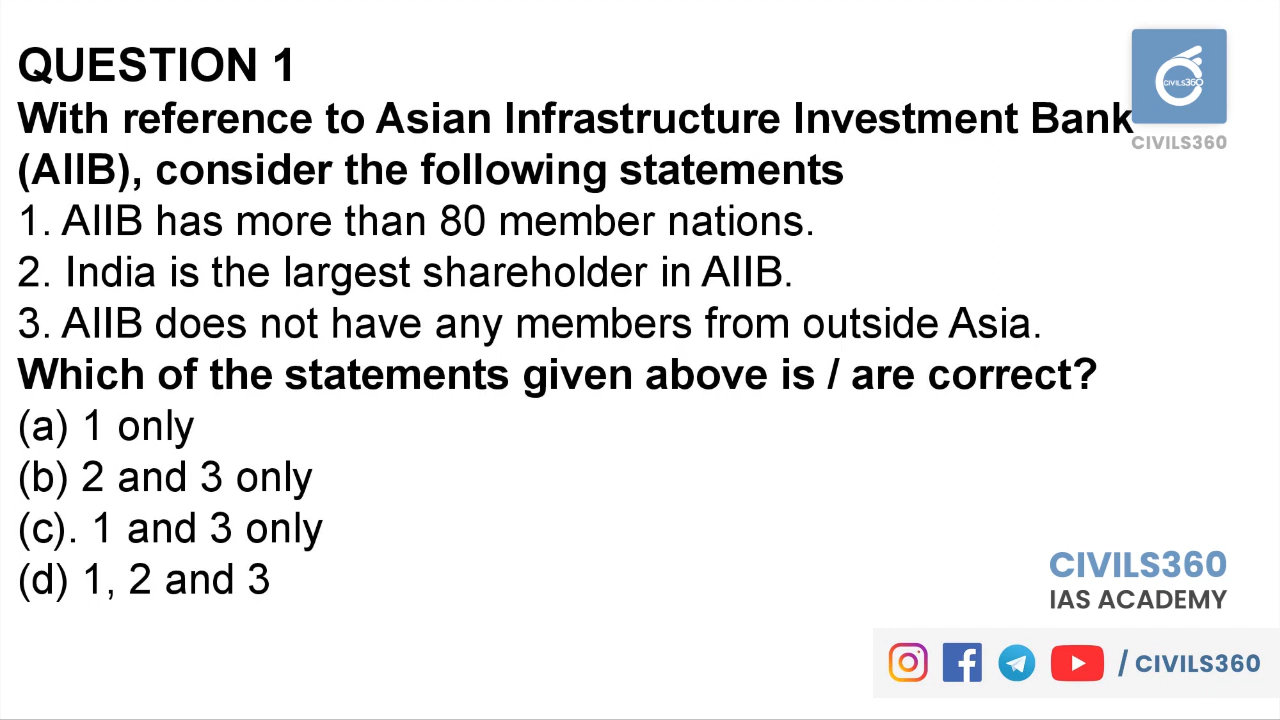 QUESTION 1
With reference to Asian Infrastructure Investment Bank
(AIIB), consider the following statements
1. AIIB has more than 80 member nations.
2. India is the largest shareholder in AIIB.
3. AIIB does not have any members from outside Asia.
Which of the statements given above is / are correct?
(a) 1 only
(b) 2 and 3 only
(c). 1 and 3 only
(d) 1, 2 and 3
CIVILS360
CIVILS360
CIVILS360
IAS ACADEMY
/ CIVILS360